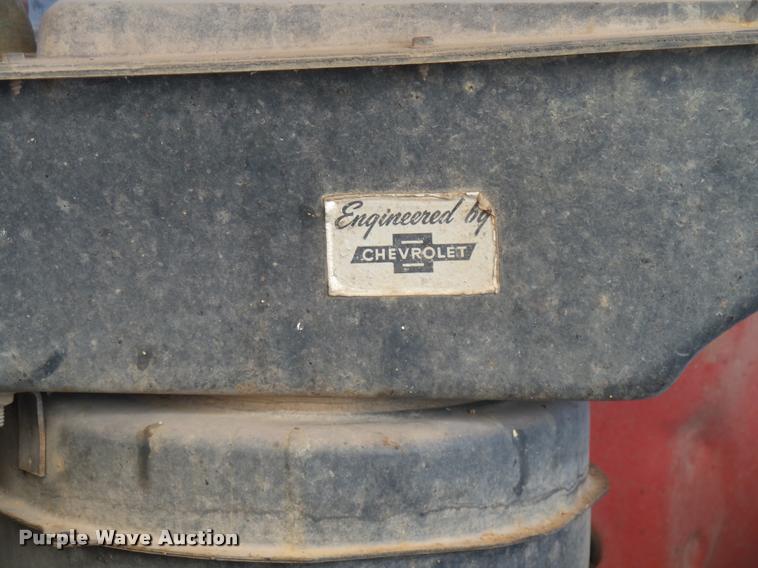 Engineered by
CHEVROLET
Purple Wave Auction